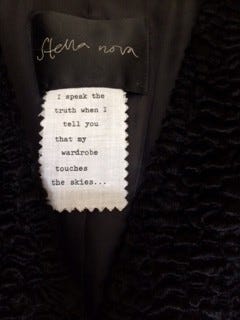 Stella nova
I speak the
truth when I
tell you
that my
wardrobe
touches
the skies...